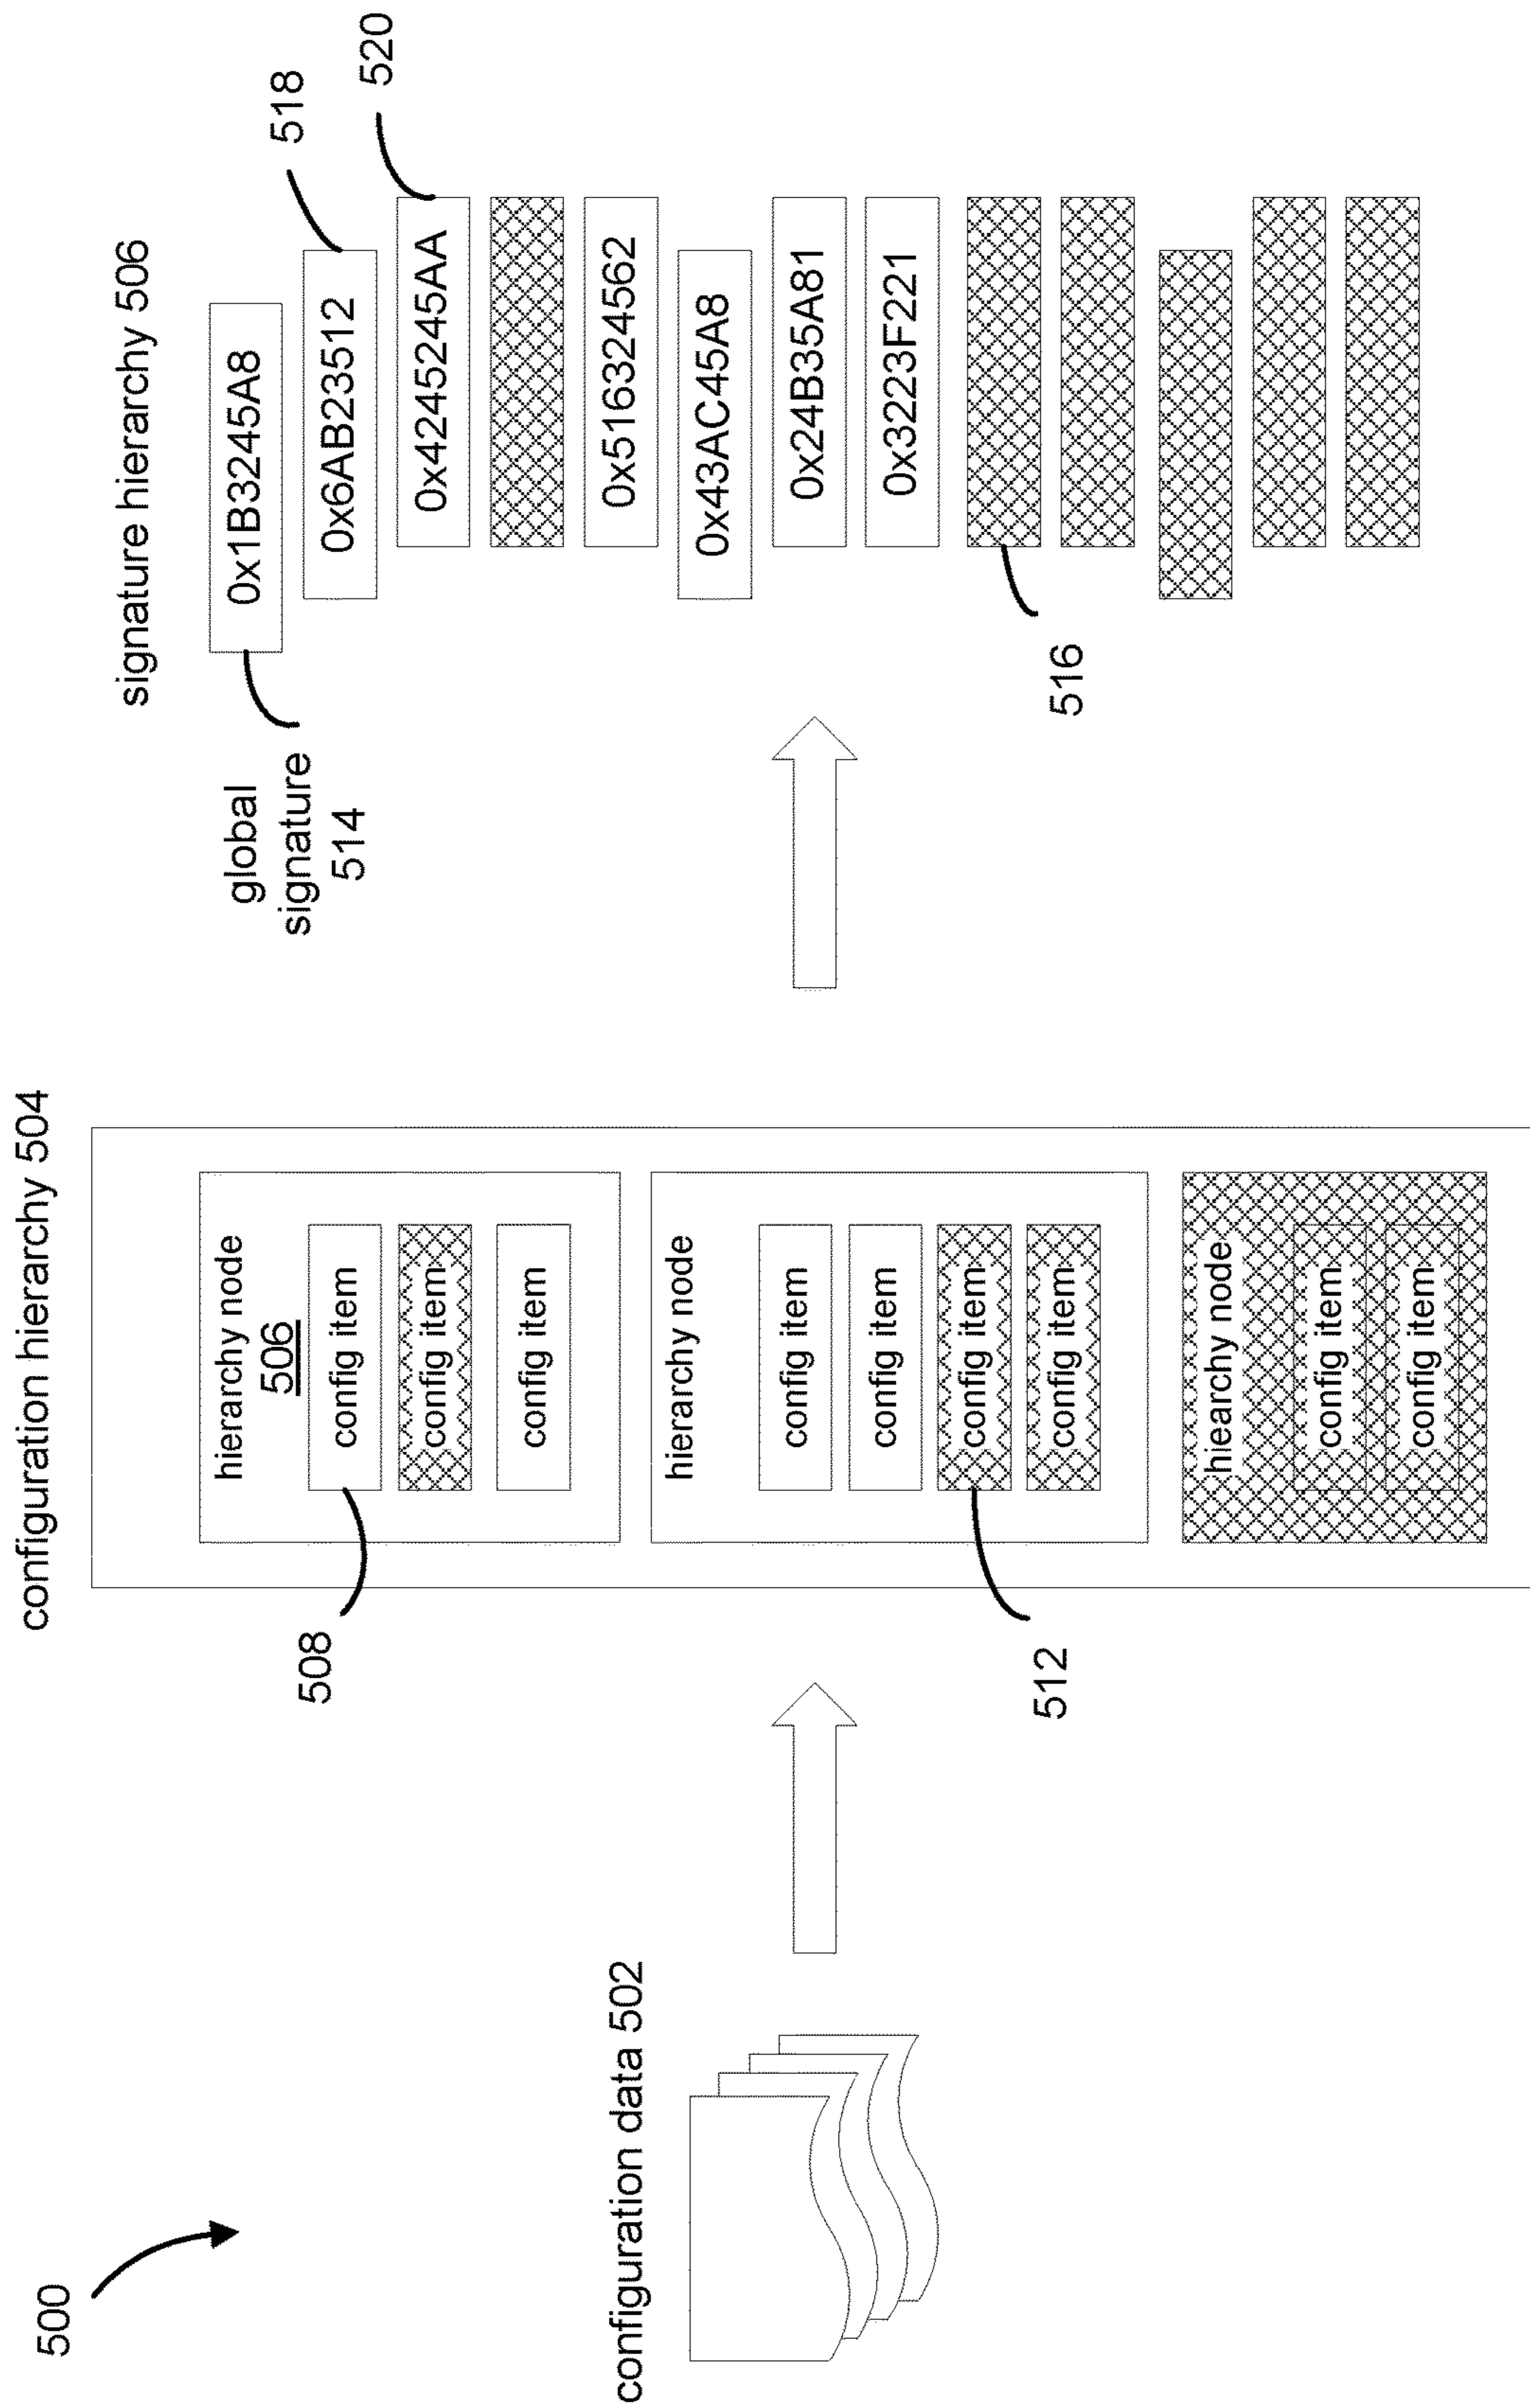 500
configuration data 502
configuration hierarchy 504
508
hierarchy node
506
config item
config item
config item
hierarchy node
config item
config item
config item
config item
512
hiearchy node
config item
config item
signature hierarchy 506
global
signature
514
0x1B3245A8
0x6AB23512
518
0x4245245AA
520
0x516324562
0x43AC45A8
0x24B35A81
0x3223F221
516